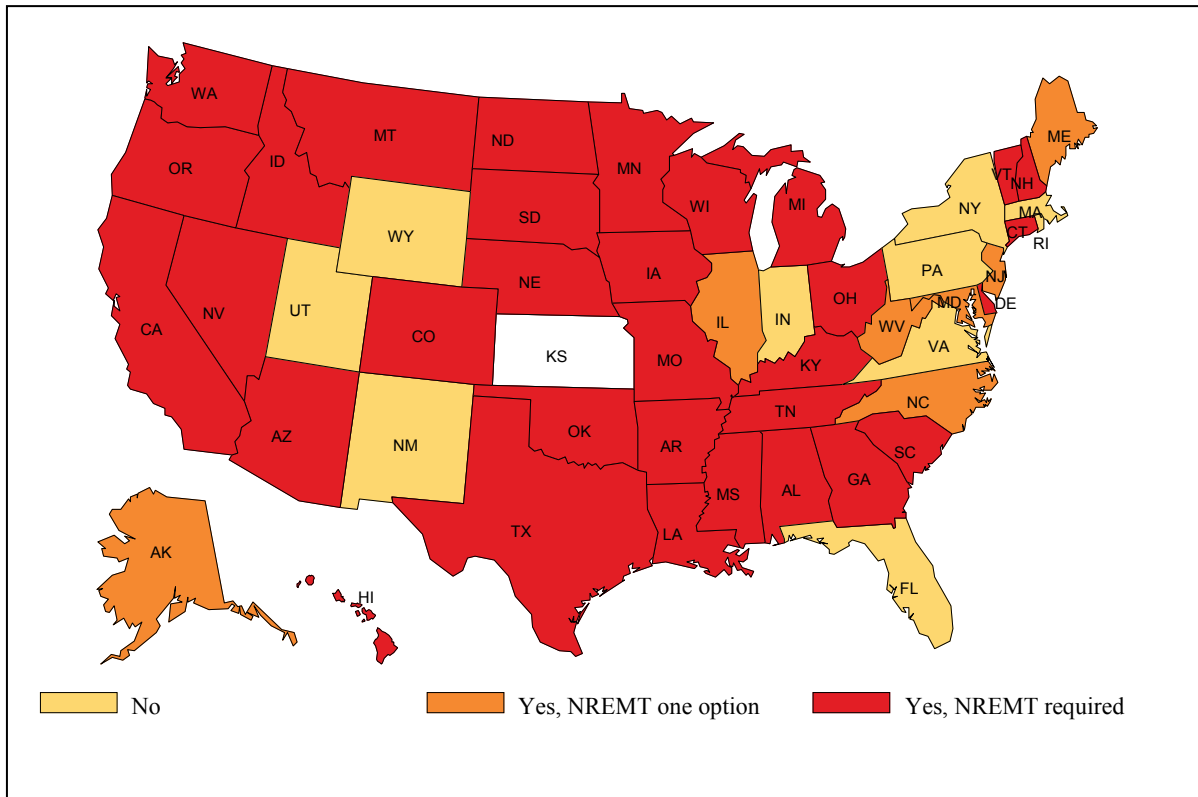 WA
MT
ND
MN
ME
OR
ID
SD
WI
MI
VT
NH
NY
MA
CT
RI
WY
NE
IA
PA
NJ
NV
UT
CO
IL
IN
OH
MD
DE
CA
KS
MO
WV
VA
KY
AZ
NM
OK
AR
TN
NC
SC
MS
AL
GA
TX
LA
AK
HI
FL
No
Yes, NREMT one option
Yes, NREMT required